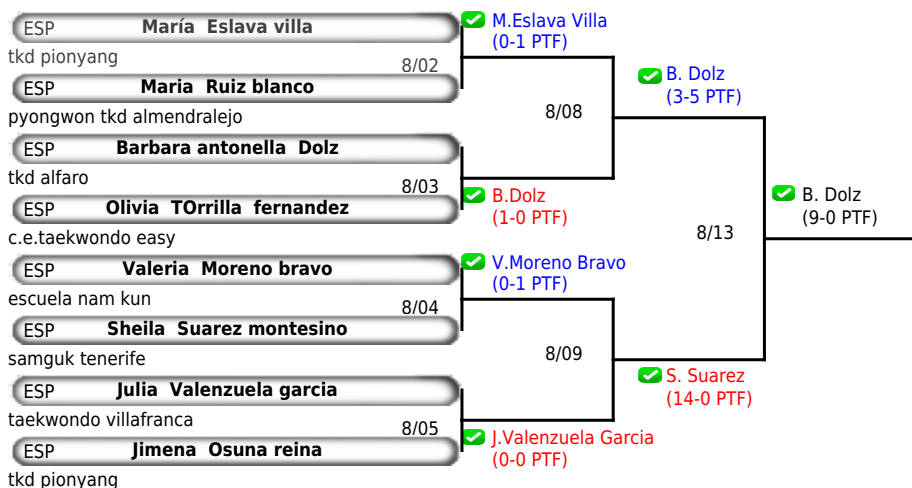 ESP María Eslava villa
tkd pionyang
8/02
ESP Maria Ruiz blanco
pyongwon tkd almendralejo
ESP Barbara antonella Dolz
tkd alfaro
8/03
ESP Olivia TOrrilla fernandez
c.e.taekwondo easy
ESP Valeria Moreno bravo
escuela nam kun
8/04
ESP Sheila Suarez montesino
samguk tenerife
ESP Julia Valenzuela garcia
taekwondo villafranca
8/05
ESP Jimena Osuna reina
tkd pionyang
M.Eslava Villa
(0-1 PTF)
8/08
B.Dolz
(1-0 PTF)
V.Moreno Bravo
(0-1 PTF)
8/09
J.Valenzuela Garcia
(0-0 PTF)
B. Dolz
(3-5 PTF)
8/13
S. Suarez
(14-0 PTF)
B. Dolz
(9-0 PTF)